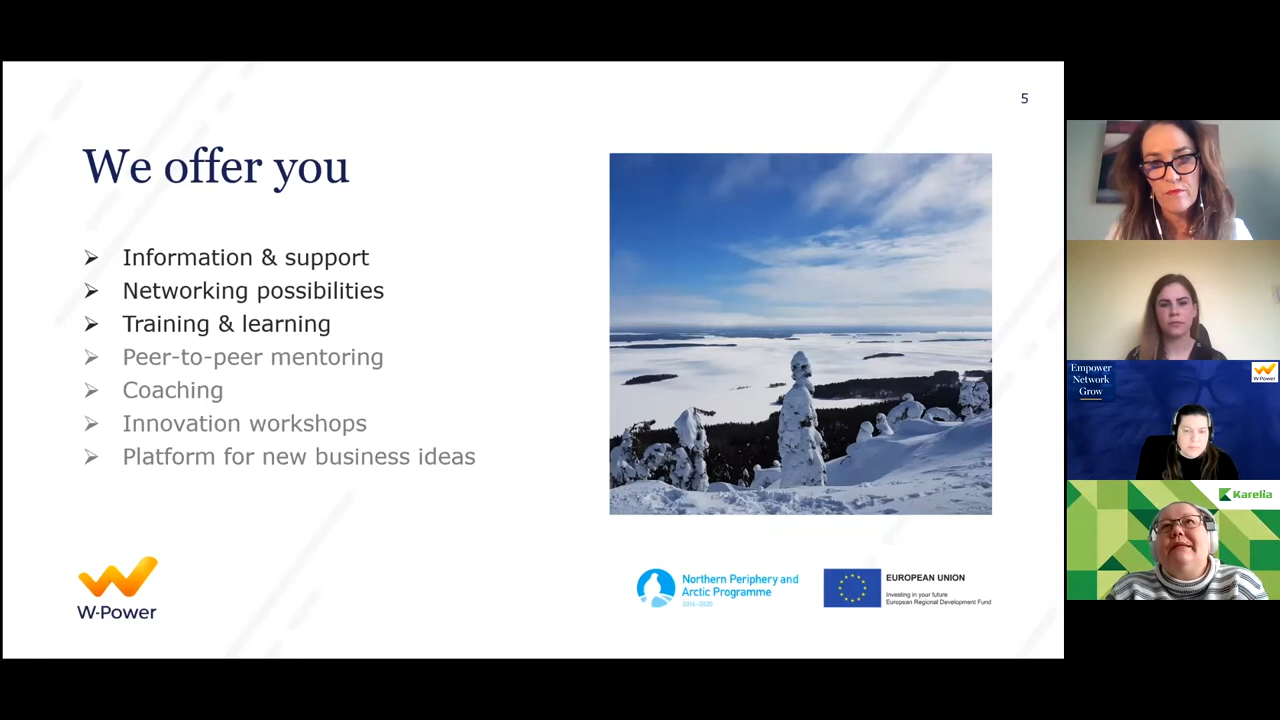 5
We offer you
Information & support
Networking possibilities
Training & learning
Peer-to-peer mentoring
Coaching
Innovation workshops
Platform for new business ideas
W-Power
Northern Periphery and
Arctic Programme
2014–2020
EUROPEAN UNION
Investing in your future
European Regional Development Fund
Empower
Network
Grow
W-Power
Karelia